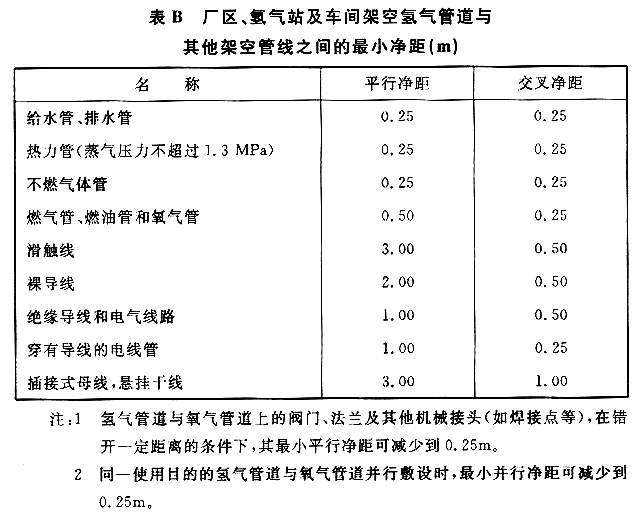 表 B 厂区、氢气站及车间架空氢气管道与
其他架空管线之间的最小净距(m)
名 称 平行净距 交叉净距
给水管、排水管 0.25 0.25
热力管(蒸气压力不超过1.3 MPa) 0.25 0.25
不燃气体管 0.25 0.25
燃气管、燃油管和氧气管 0.50 0.25
滑触线 3.00 0.50
裸导线 2.00 0.50
绝缘导线和电气线路 1.00 0.50
穿有导线的电线管 1.00 0.25
插接式母线,悬挂干线 3.00 1.00
注:1 氢气管道与氧气管道上的阀门、法兰及其他机械接头(如焊接点等),在错
开一定距离的条件下,其最小平行净距可减少到0.25m。
2 同一使用目的的氢气管道与氧气管道并行敷设时,最小并行净距可减少到
0.25m。